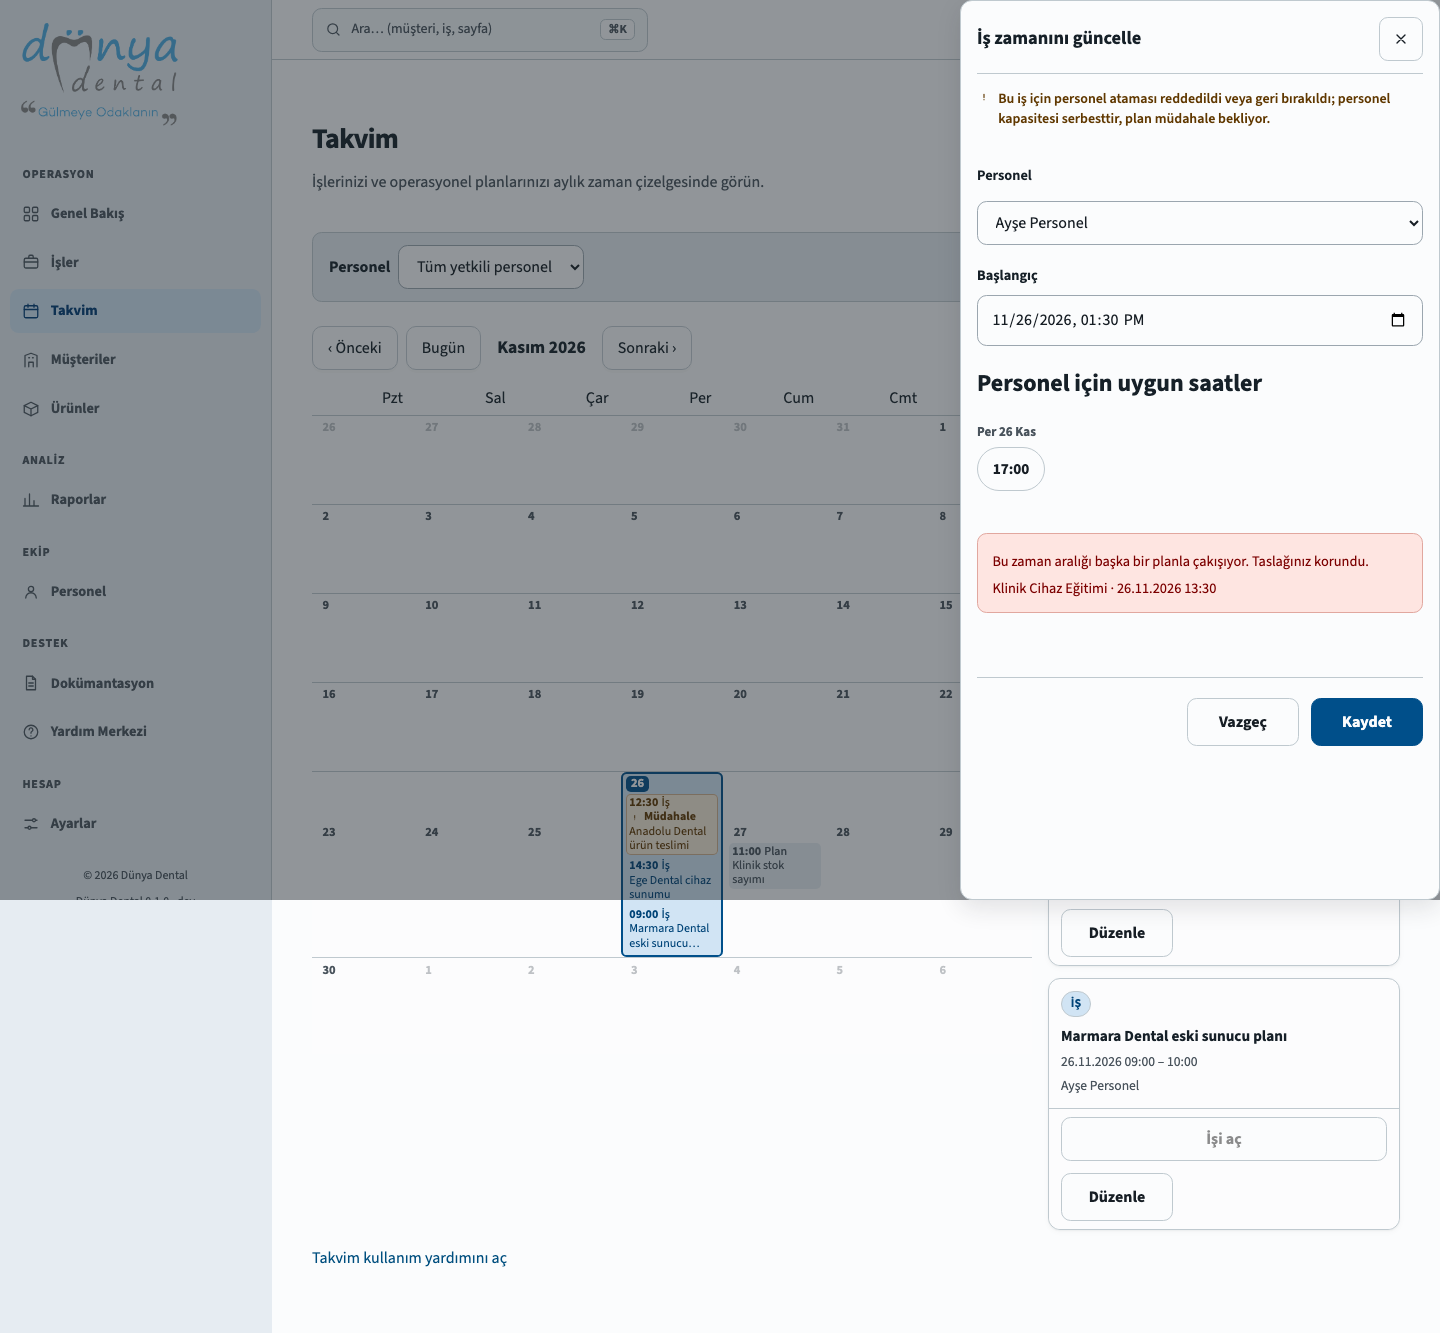 dünya
dental
“Gülmeye Odaklanın”
OPERASYON
Genel Bakış
İşler
Takvim
Müşteriler
Ürünler
ANALİZ
Raporlar
EKİP
Personel
DESTEK
Dokümantasyon
Yardım Merkezi
HESAP
Ayarlar
© 2026 Dünya Dental
Ara… (müşteri, iş, sayfa)
⌘K
Takvim
İşlerinizi ve operasyonel planlarınızı aylık zaman çizelgesinde görün.
Personel
Tüm yetkili personel
‹ Önceki
Bugün
Kasım 2026
Sonraki ›
Pzt Sal Çar Per Cum Cmt
26 27 28 29 30 31 1
2 3 4 5 6 7 8
9 10 11 12 13 14 15
16 17 18 19 20 21 22
23 24 25 26 27 28 29
12:30 İş
! Müdahale
Anadolu Dental
ürün teslimi
14:30 İş
Ege Dental cihaz
sunumu
09:00 İş
Marmara Dental
eski sunucu…
11:00 Plan
Klinik stok
sayımı
30 1 2 3 4 5 6
Takvim kullanım yardımını aç
İş zamanını güncelle
×
! Bu iş için personel ataması reddedildi veya geri bırakıldı; personel
kapasitesi serbesttir, plan müdahale bekliyor.
Personel
Ayşe Personel
Başlangıç
11/26/2026, 01:30 PM
Personel için uygun saatler
Per 26 Kas
17:00
Bu zaman aralığı başka bir planla çakışıyor. Taslağınız korundu.
Klinik Cihaz Eğitimi · 26.11.2026 13:30
Vazgeç
Kaydet
Düzenle
İŞ
Marmara Dental eski sunucu planı
26.11.2026 09:00 – 10:00
Ayşe Personel
İşi aç
Düzenle